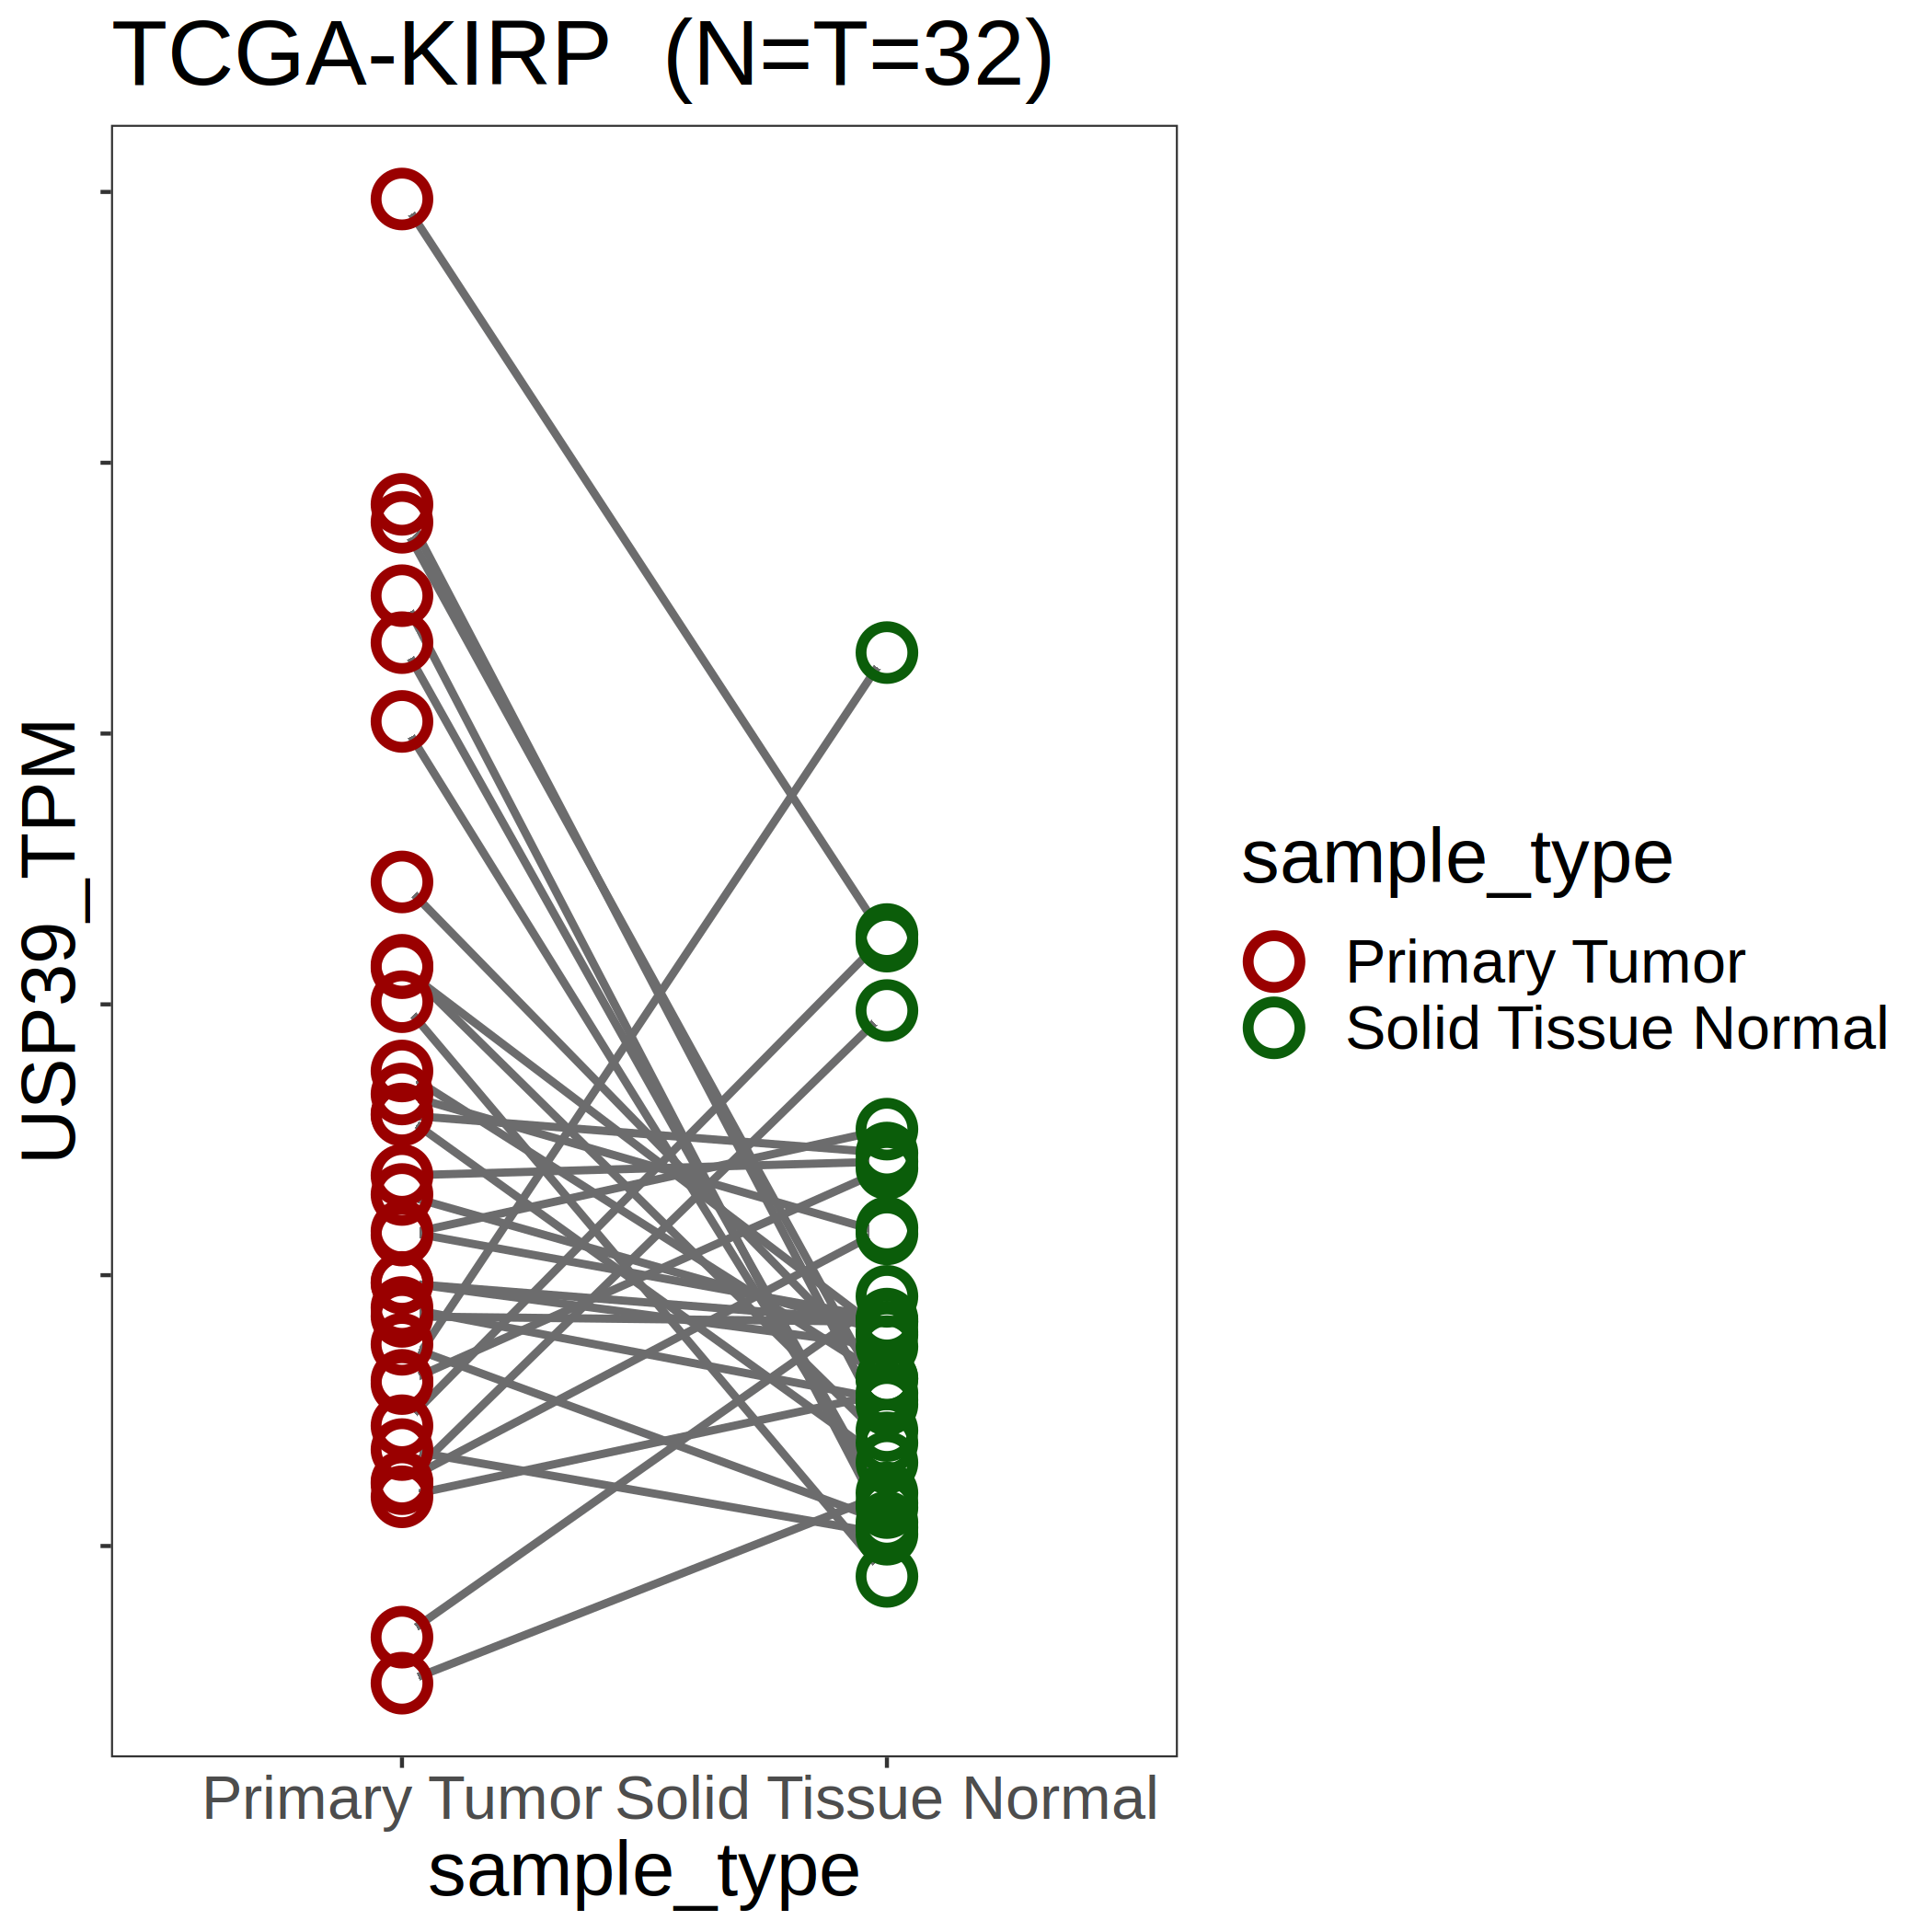 TCGA-KIRP  (N=T=32)
USP39_TPM
Primary Tumor Solid Tissue Normal
sample_type
sample_type
Primary Tumor
Solid Tissue Normal